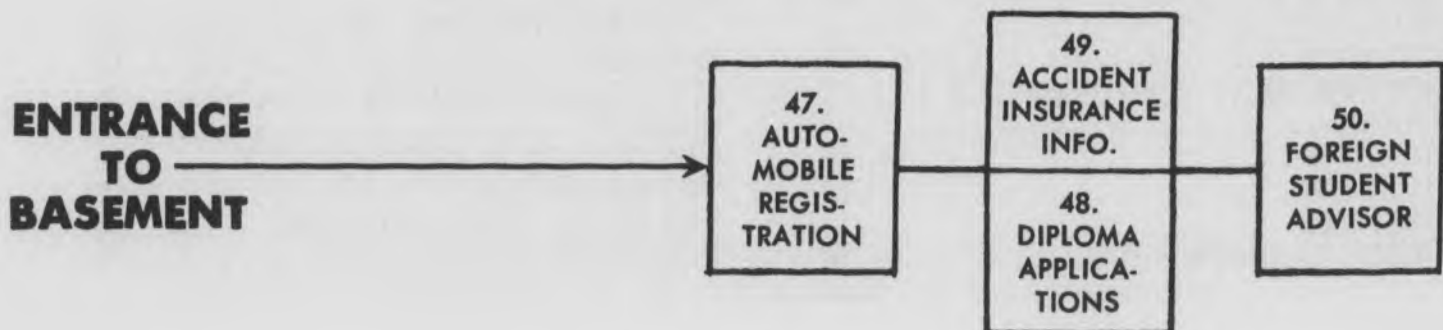 ENTRANCE
TO
BASEMENT
47.
AUTO-
MOBILE
REGIS-
TRATION
49.
ACCIDENT
INSURANCE
INFO.
48.
DIPLOMA
APPLICA-
TIONS
50.
FOREIGN
STUDENT
ADVISOR